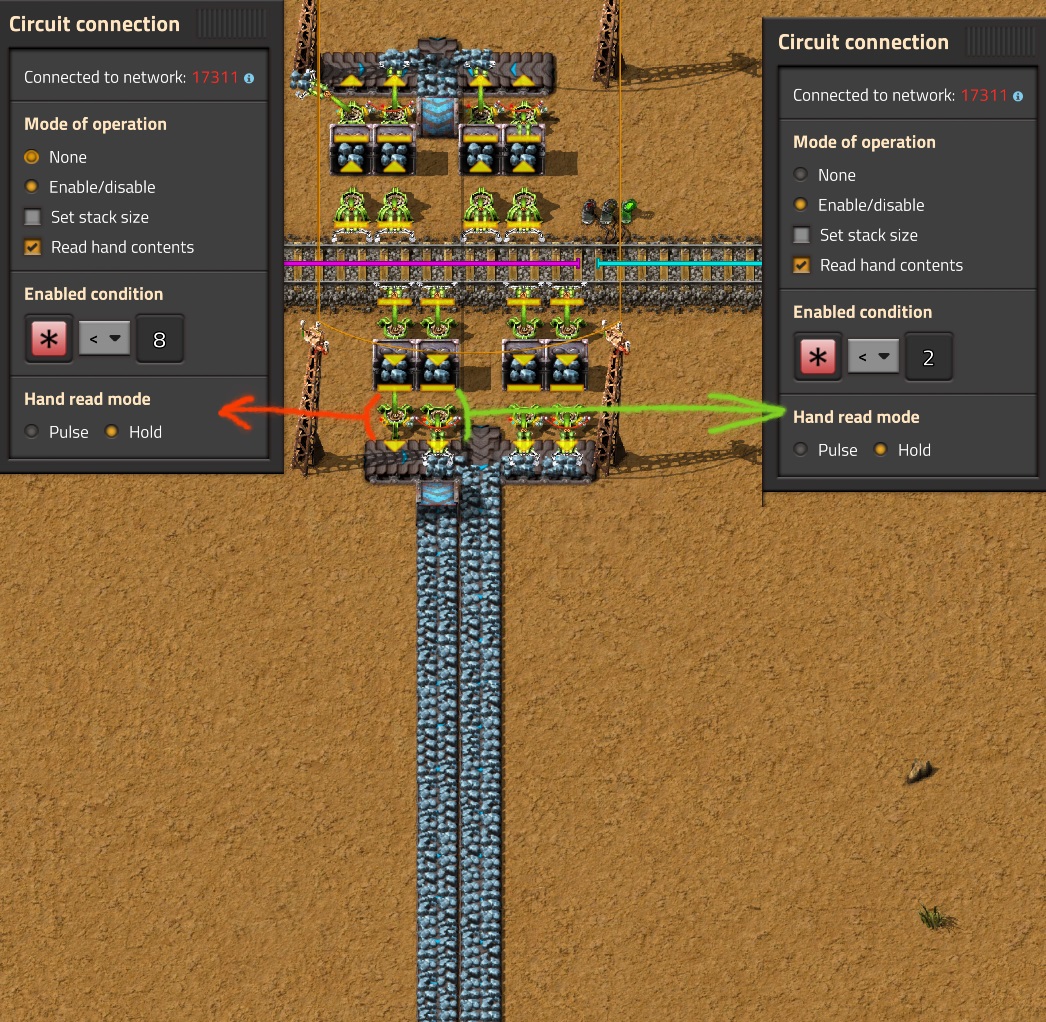 Circuit connection
Connected to network: 17311
Mode of operation
None
Enable/disable
Set stack size
Read hand contents
Enabled condition
* < 8
Hand read mode
Pulse Hold
Circuit connection
Connected to network: 17311
Mode of operation
None
Enable/disable
Set stack size
Read hand contents
Enabled condition
* < 2
Hand read mode
Pulse Hold